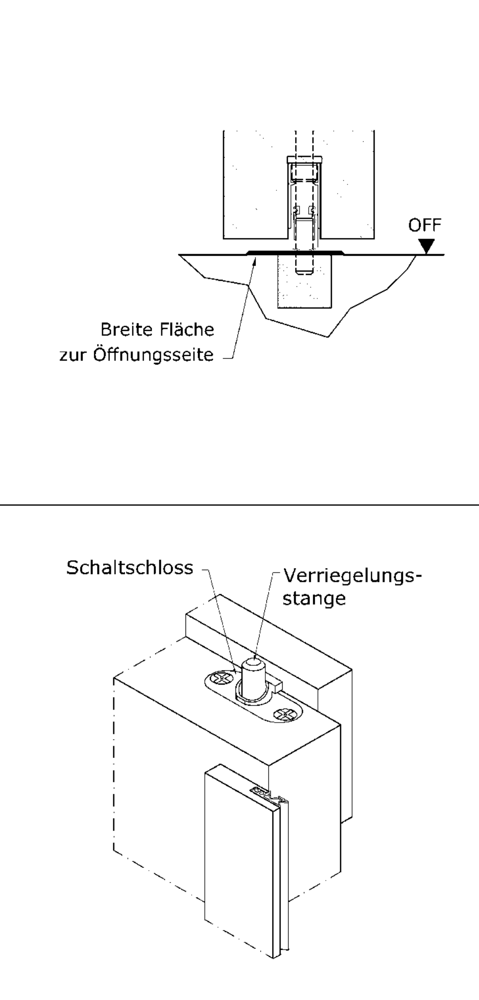 OFF
Breite Fläche
zur Öffnungsseite
Schaltschloss
Verriegelungs-
stange